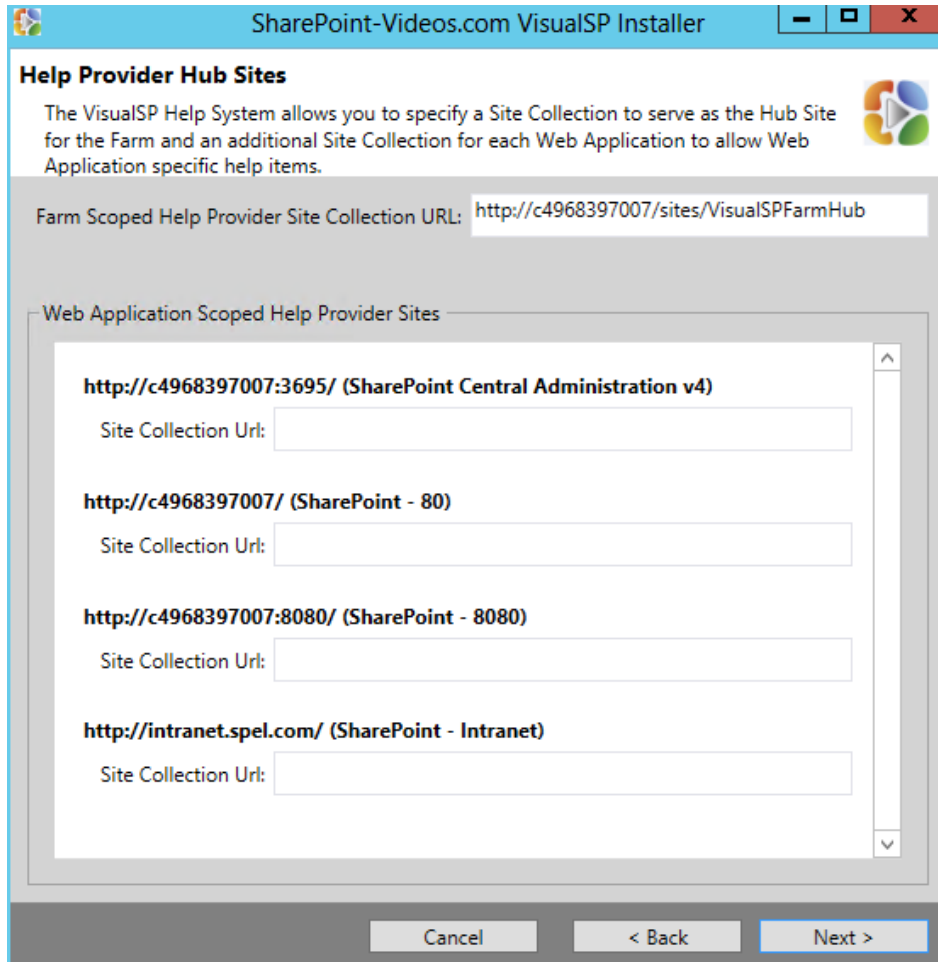 SharePoint-Videos.com VisualSP Installer
Help Provider Hub Sites
The VisualSP Help System allows you to specify a Site Collection to serve as the Hub Site
for the Farm and an additional Site Collection for each Web Application to allow Web
Application specific help items.
Farm Scoped Help Provider Site Collection URL: http://c4968397007/sites/VisualSPFarmHub
Web Application Scoped Help Provider Sites
http://c4968397007:3695/ (SharePoint Central Administration v4)
Site Collection Url:
http://c4968397007/ (SharePoint - 80)
Site Collection Url:
http://c4968397007:8080/ (SharePoint - 8080)
Site Collection Url:
http://intranet.spel.com/ (SharePoint - Intranet)
Site Collection Url:
Cancel < Back Next >